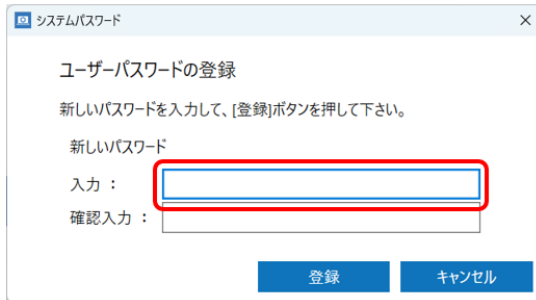 システムパスワード
ユーザーパスワードの登録
新しいパスワードを入力して、[登録]ボタンを押して下さい。
新しいパスワード
入力 :
確認入力 :
登録 キャンセル